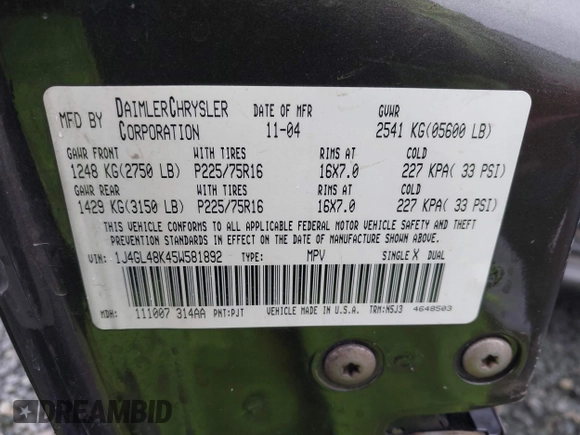 MFD BY DAIMLERCHRYSLER CORPORATION DATE OF MFR 11-04 GVWR 2541 KG(05600 LB)
GAWR FRONT WITH TIRES RIMS AT COLD
1248 KG(2750 LB) P225/75R16 16X7.0 227 KPA( 33 PSI)
GAWR REAR WITH TIRES RIMS AT COLD
1429 KG(3150 LB) P225/75R16 16X7.0 227 KPA( 33 PSI)
THIS VEHICLE CONFORMS TO ALL APPLICABLE FEDERAL MOTOR VEHICLE SAFETY AND THEFT
PREVENTION STANDARDS IN EFFECT ON THE DATE OF MANUFACTURE SHOWN ABOVE.
VIN: 1J4GL48K45W581892 TYPE: MPV SINGLE X DUAL
MDH: 111007 314AA PNT:PJT VEHICLE MADE IN U.S.A. TRM:N5J3 4648503
DREAMBID